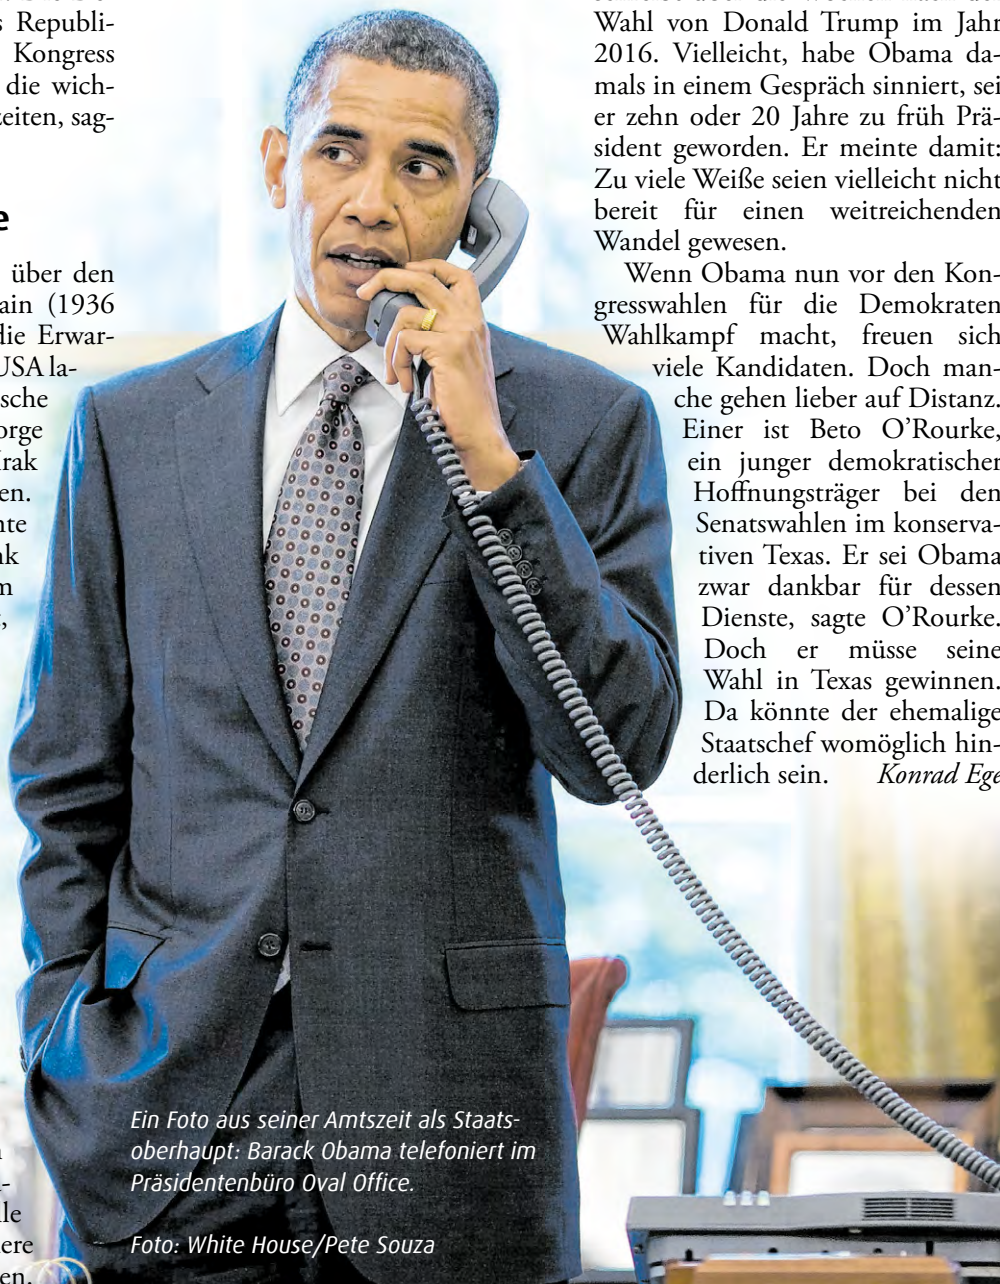 s Republi-
Kongress
die wich-
zeiten, sag-
e
über den
ain (1936
die Erwar-
USA la-
sche
orge
Irak
en.
nte
nk
m
,
n
-
lle
ere
en,
Wahl von Donald Trump im Jahr
2016. Vielleicht, habe Obama da-
mals in einem Gespräch sinniert, sei
er zehn oder 20 Jahre zu früh Prä-
sident geworden. Er meinte damit:
Zu viele Weiße seien vielleicht nicht
bereit für einen weitreichenden
Wandel gewesen.
Wenn Obama nun vor den Kon-
gresswahlen für die Demokraten
Wahlkampf macht, freuen sich
viele Kandidaten. Doch man-
che gehen lieber auf Distanz.
Einer ist Beto O’Rourke,
ein junger demokratischer
Hoffnungsträger bei den
Senatswahlen im konserva-
tiven Texas. Er sei Obama
zwar dankbar für dessen
Dienste, sagte O’Rourke.
Doch er müsse seine
Wahl in Texas gewinnen.
Da könnte der ehemalige
Staatschef womöglich hin-
derlich sein. Konrad Ege
Ein Foto aus seiner Amtszeit als Staats-
oberhaupt: Barack Obama telefoniert im
Präsidentenbüro Oval Office.
Foto: White House/Pete Souza